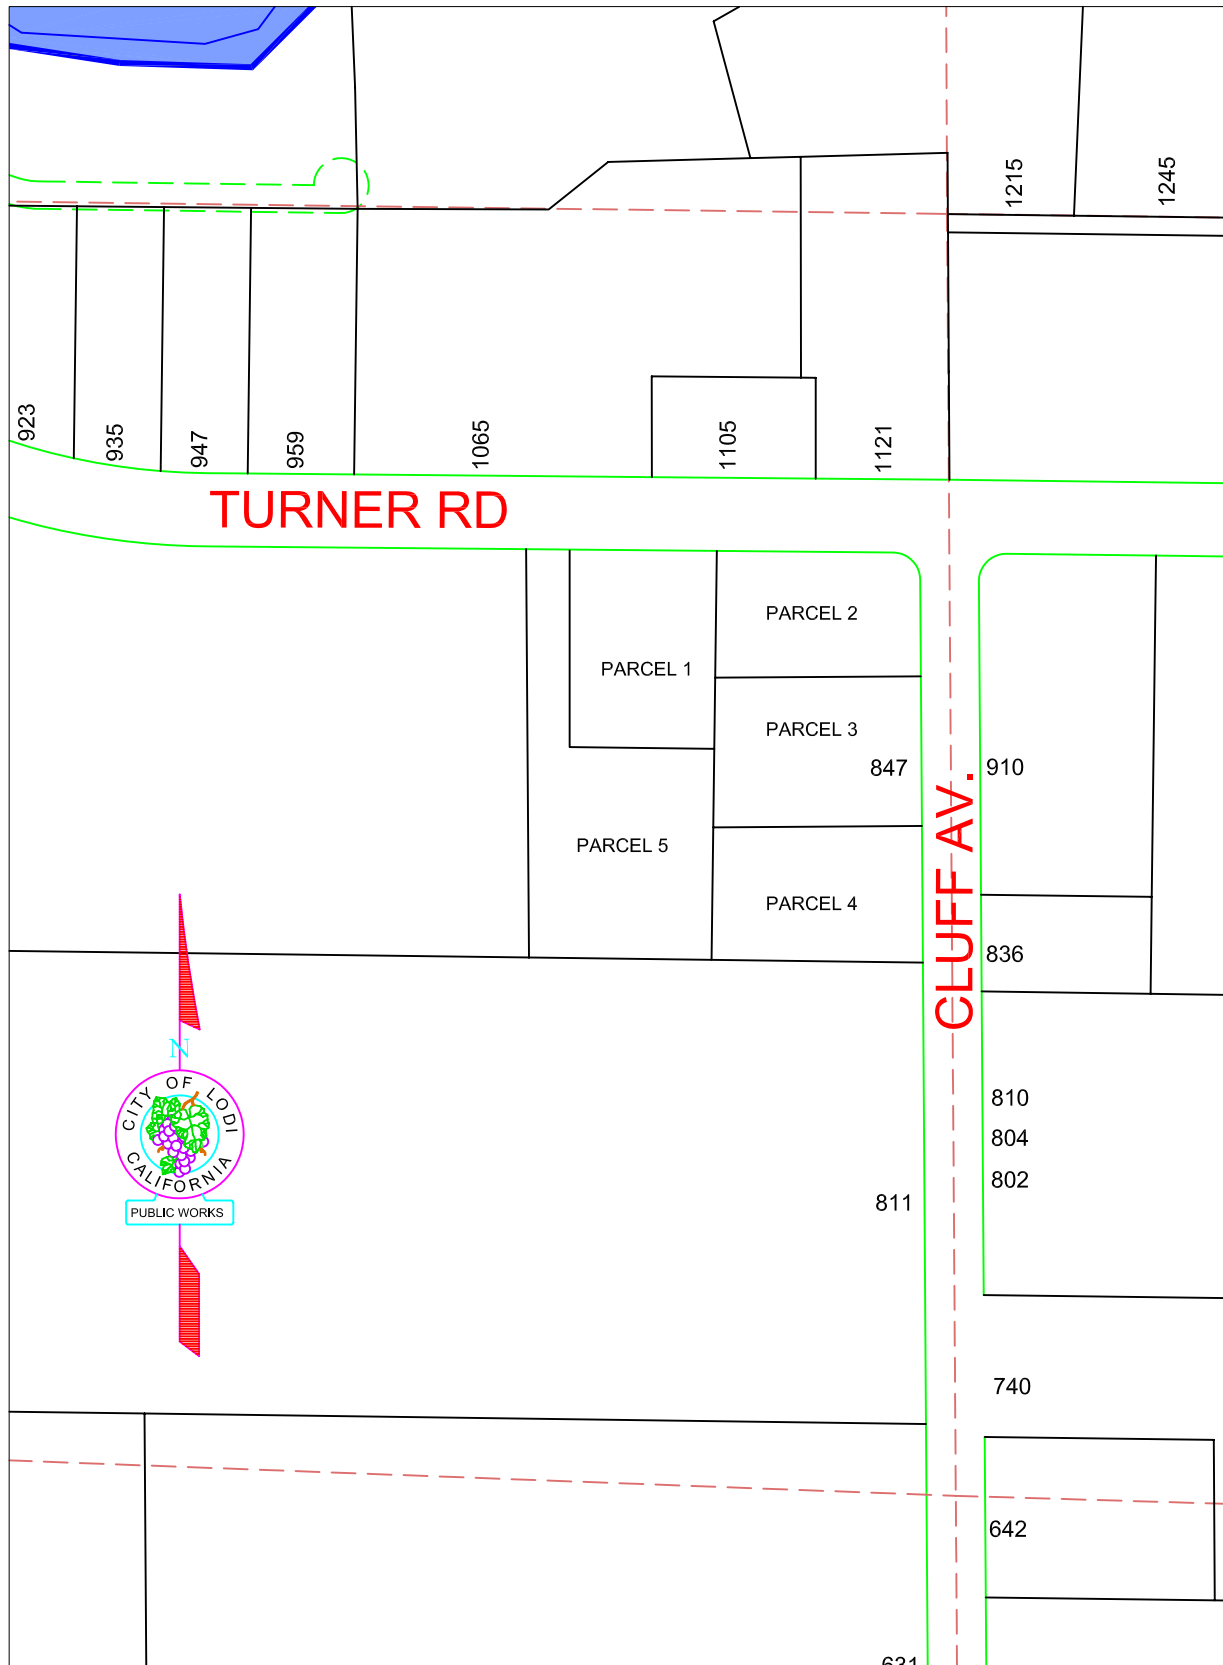 1215
1245
923
935
947
959
1065
1105
1121
TURNER RD
PARCEL 2
PARCEL 1
PARCEL 3
847
910
CLUFF AV.
PARCEL 5
PARCEL 4
836
N
CITY OF LODI
CALIFORNIA
PUBLIC WORKS
810
804
802
811
740
642
631